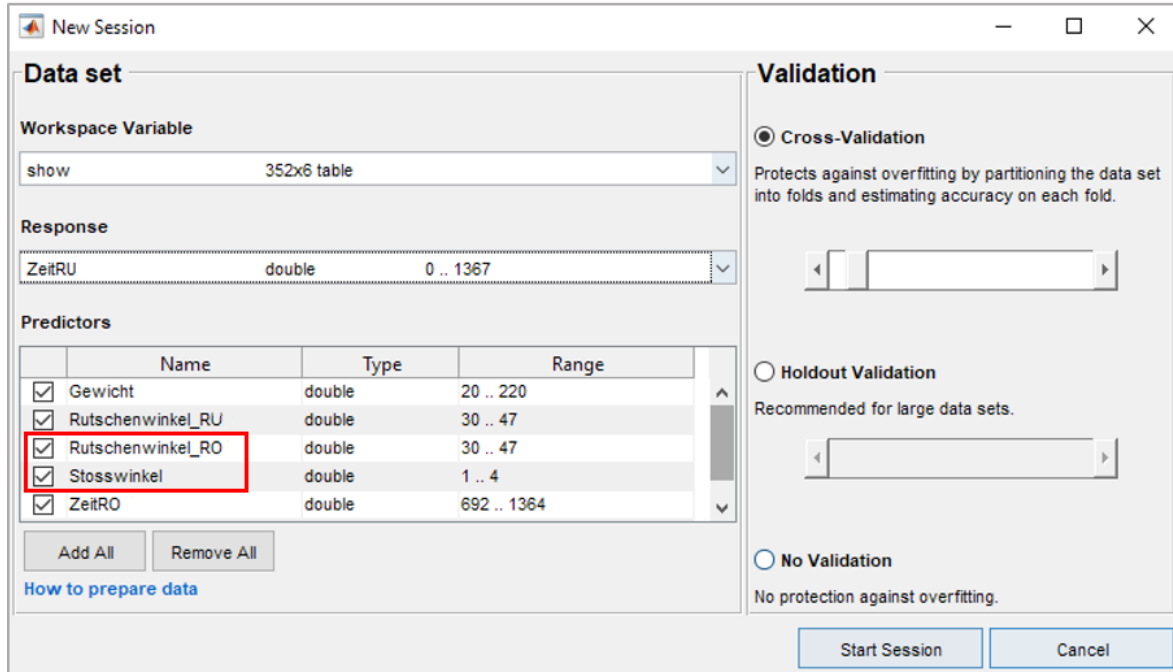 New Session
Data set
Workspace Variable
show 352x6 table
Response
ZeitRU double 0 .. 1367
Predictors
Name Type Range
Gewicht double 20 .. 220
Rutschenwinkel_RU double 30 .. 47
Rutschenwinkel_RO double 30 .. 47
Stosswinkel double 1 .. 4
ZeitRO double 692 .. 1364
Add All Remove All
How to prepare data
Validation
Cross-Validation
Protects against overfitting by partitioning the data set
into folds and estimating accuracy on each fold.
Holdout Validation
Recommended for large data sets.
No Validation
No protection against overfitting.
Start Session Cancel